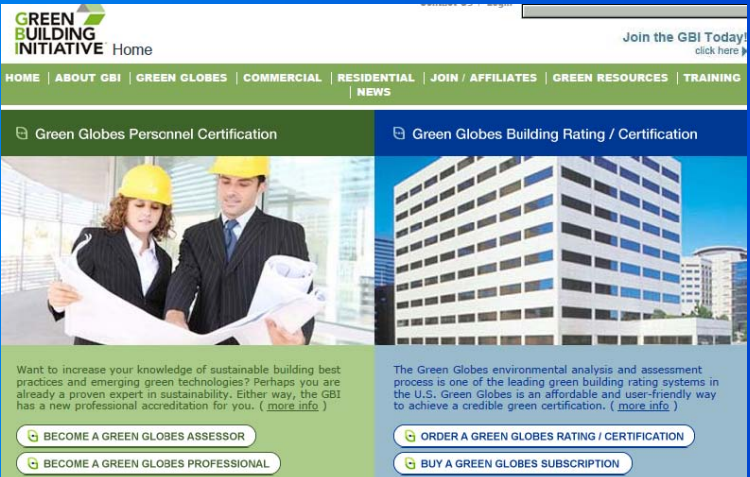 Contact Us / Login
GREEN
BUILDING
INITIATIVE Home
Join the GBI Today!
click here
HOME | ABOUT GBI | GREEN GLOBES | COMMERCIAL | RESIDENTIAL | JOIN / AFFILIATES | GREEN RESOURCES | TRAINING
| NEWS
Green Globes Personnel Certification
Green Globes Building Rating / Certification
Want to increase your knowledge of sustainable building best
practices and emerging green technologies? Perhaps you are
already a proven expert in sustainability. Either way, the GBI
has a new professional accreditation for you. ( more info )
BECOME A GREEN GLOBES ASSESSOR
BECOME A GREEN GLOBES PROFESSIONAL
The Green Globes environmental analysis and assessment
process is one of the leading green building rating systems in
the U.S. Green Globes is an affordable and user-friendly way
to achieve a credible green certification. ( more info )
ORDER A GREEN GLOBES RATING / CERTIFICATION
BUY A GREEN GLOBES SUBSCRIPTION